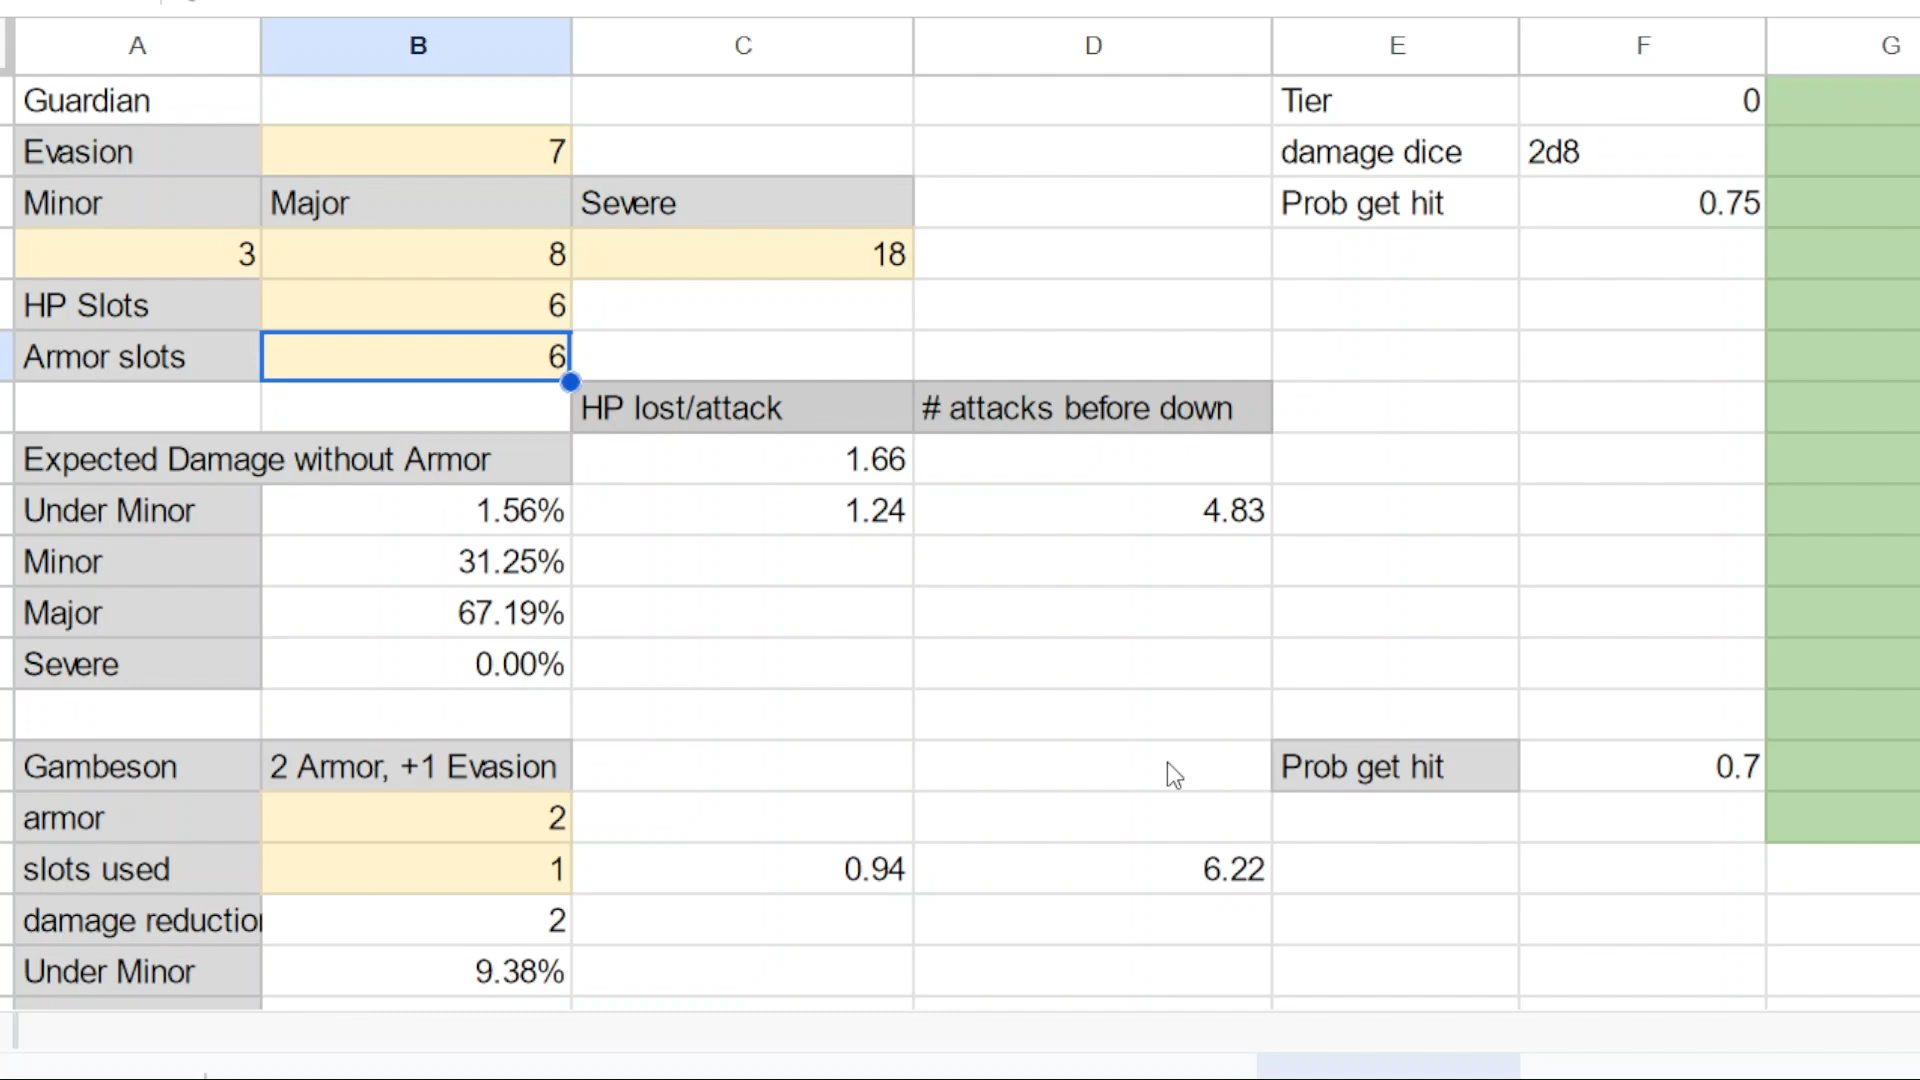 A B C D E F G
Guardian Tier 0
Evasion 7 damage dice 2d8
Minor Major Severe Prob get hit 0.75
3 8 18
HP Slots 6
Armor slots 6
HP lost/attack # attacks before down
Expected Damage without Armor 1.66
Under Minor 1.56% 1.24 4.83
Minor 31.25%
Major 67.19%
Severe 0.00%
Gambeson 2 Armor, +1 Evasion Prob get hit 0.7
armor 2
slots used 1 0.94 6.22
damage reduction 2
Under Minor 9.38%